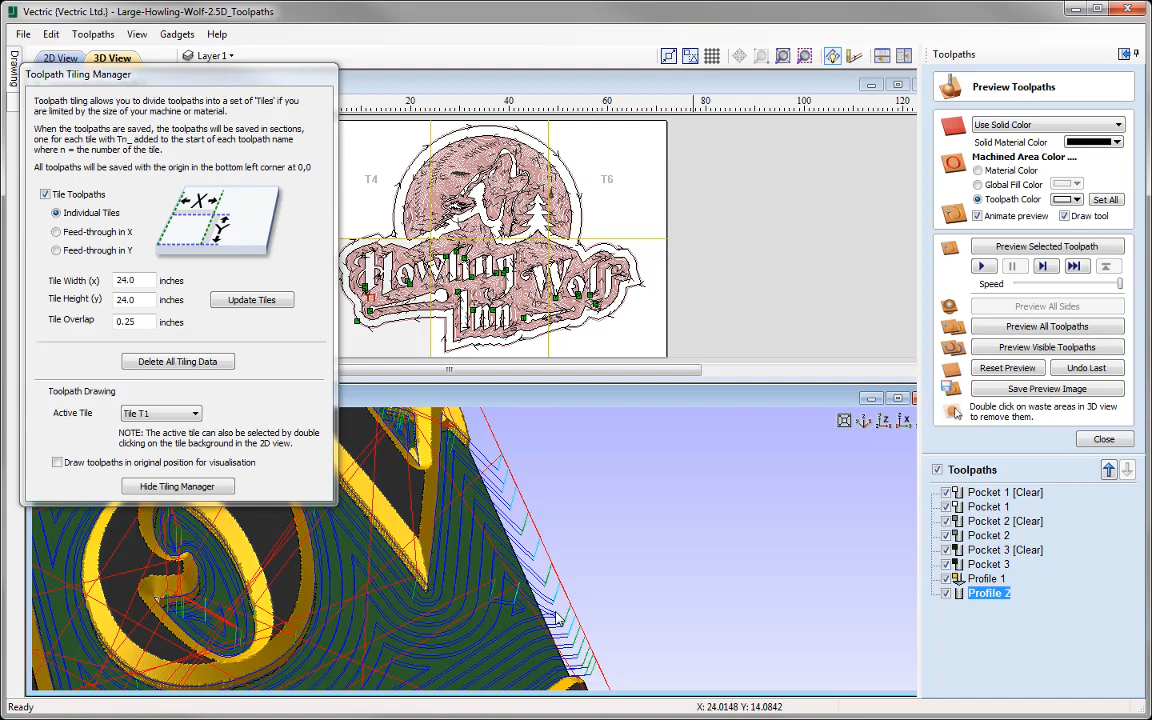 Vectric {Vectric Ltd.} - Large-Howling-Wolf-2.5D_Toolpaths
File Edit Toolpaths View Gadgets Help
Drawing
2D View 3D View Layer 1
Toolpath Tiling Manager
Toolpath tiling allows you to divide toolpaths into a set of 'Tiles' if you
are limited by the size of your machine or material.
When the toolpaths are saved, the toolpaths will be saved in sections,
one for each tile with Tn_ added to the start of each toolpath name
where n = the number of the tile.
All toolpaths will be saved with the origin in the bottom left corner at 0,0
Tile Toolpaths
Individual Tiles
Feed-through in X
Feed-through in Y
X
Y
Tile Width (x) 24.0 inches
Tile Height (y) 24.0 inches
Update Tiles
Tile Overlap 0.25 inches
Delete All Tiling Data
Toolpath Drawing
Active Tile Tile T1
NOTE: The active tile can also be selected by double
clicking on the tile background in the 2D view.
Draw toolpaths in original position for visualisation
Hide Tiling Manager
20 40 60 80 100 120
T4 T6
Howling Wolf
T1
Inn
Toolpaths
Preview Toolpaths
Use Solid Color
Solid Material Color
Machined Area Color ....
Material Color
Global Fill Color
Toolpath Color Set All
Animate preview Draw tool
Preview Selected Toolpath
Speed
Preview All Sides
Preview All Toolpaths
Preview Visible Toolpaths
Reset Preview Undo Last
Save Preview Image
Double click on waste areas in 3D view
to remove them.
Close
Toolpaths
Pocket 1 [Clear]
Pocket 1
Pocket 2 [Clear]
Pocket 2
Pocket 3 [Clear]
Pocket 3
Profile 1
Profile 2
Ready
X: 24.0148 Y: 14.0842